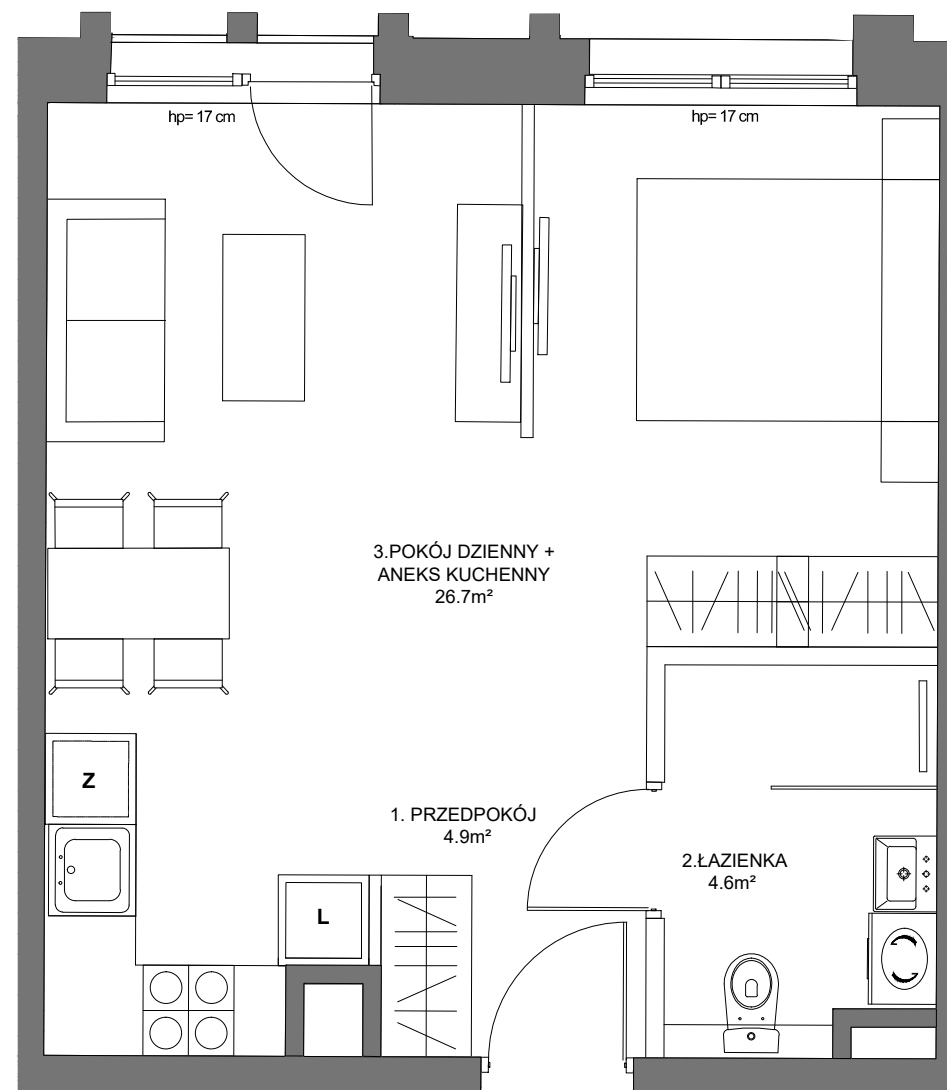 hp= 17 cm
hp= 17 cm
3.POKÓJ DZIENNY +
ANEKS KUCHENNY
26.7m²
Z
1. PRZEDPOKÓJ
4.9m²
2.ŁAZIENKA
4.6m²
L